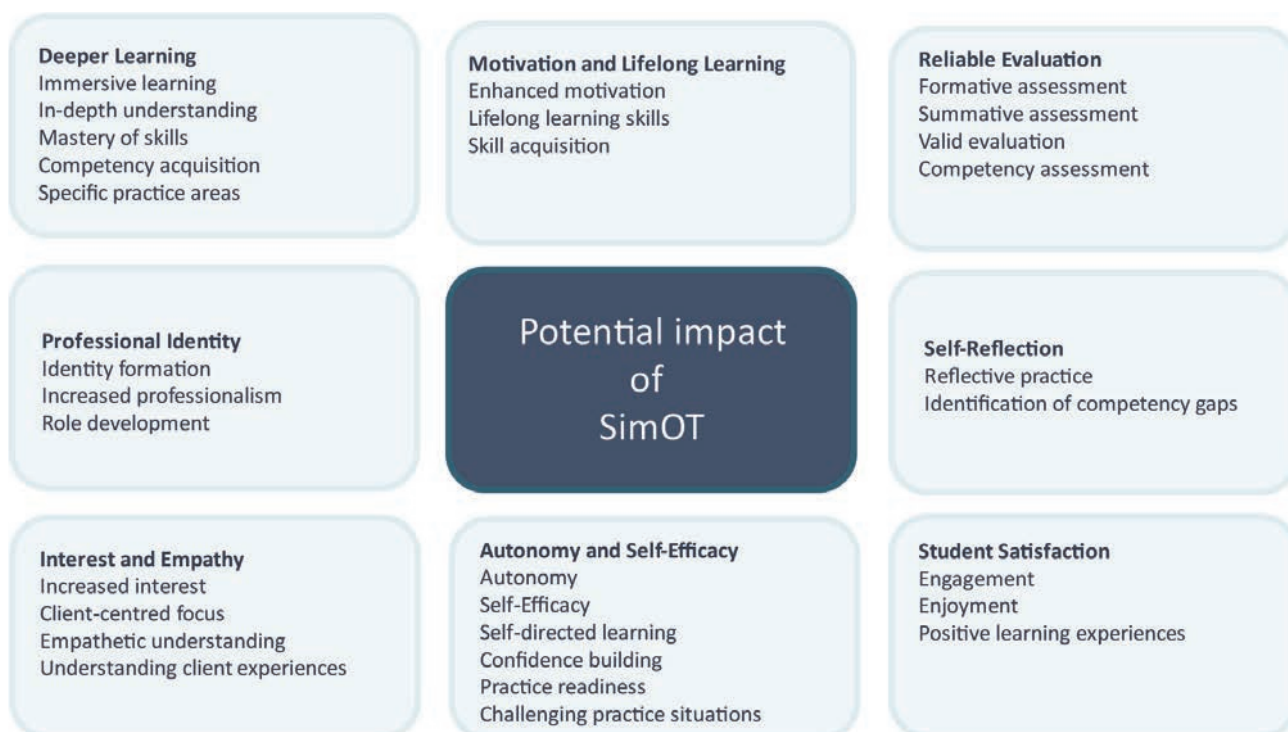 Deeper Learning
Immersive learning
In-depth understanding
Mastery of skills
Competency acquisition
Specific practice areas
Motivation and Lifelong Learning
Enhanced motivation
Lifelong learning skills
Skill acquisition
Reliable Evaluation
Formative assessment
Summative assessment
Valid evaluation
Competency assessment
Professional Identity
Identity formation
Increased professionalism
Role development
Potential impact
of
SimOT
Self-Reflection
Reflective practice
Identification of competency gaps
Interest and Empathy
Increased interest
Client-centred focus
Empathetic understanding
Understanding client experiences
Autonomy and Self-Efficacy
Autonomy
Self-Efficacy
Self-directed learning
Confidence building
Practice readiness
Challenging practice situations
Student Satisfaction
Engagement
Enjoyment
Positive learning experiences